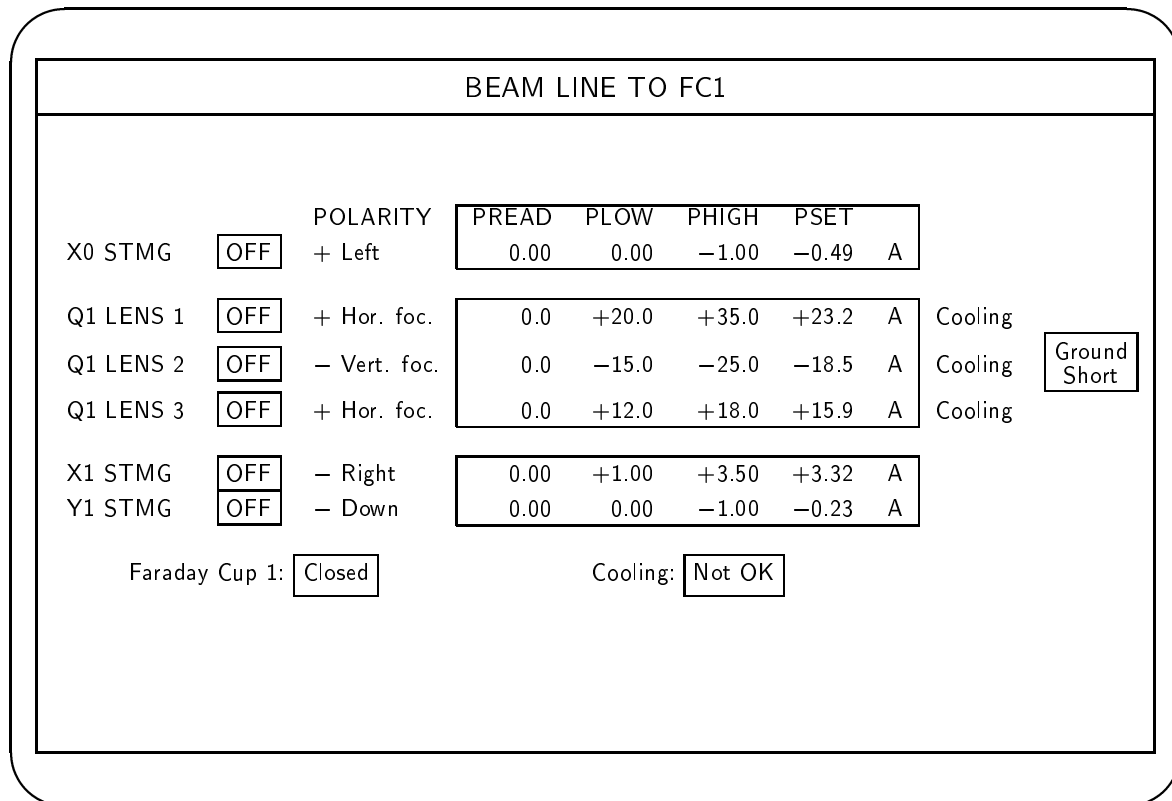 BEAM LINE TO FC1
POLARITY PREAD PLOW PHIGH PSET
X0 STMG OFF + Left 0.00 0.00 −1.00 −0.49 A
Q1 LENS 1 OFF + Hor. foc. 0.0 +20.0 +35.0 +23.2 A Cooling
Q1 LENS 2 OFF − Vert. foc. 0.0 −15.0 −25.0 −18.5 A Cooling Ground Short
Q1 LENS 3 OFF + Hor. foc. 0.0 +12.0 +18.0 +15.9 A Cooling
X1 STMG OFF − Right 0.00 +1.00 +3.50 +3.32 A
Y1 STMG OFF − Down 0.00 0.00 −1.00 −0.23 A
Faraday Cup 1: Closed Cooling: Not OK